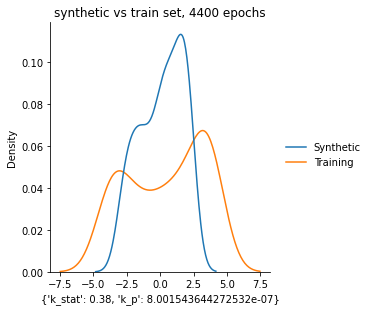 synthetic vs train set, 4400 epochs
0.10
0.08
0.06
0.04
0.02
0.00
Density
Synthetic
Training
−7.5 −5.0 −2.5 0.0 2.5 5.0 7.5
{'k_stat': 0.38, 'k_p': 8.001543644272532e-07}